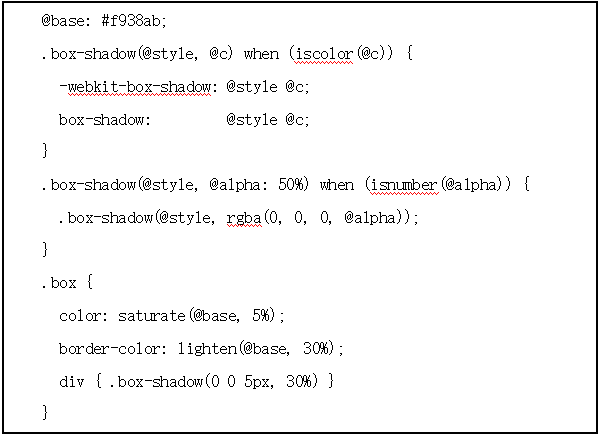 @base: #f938ab;
.box-shadow(@style, @c) when (iscolor(@c)) {
  -webkit-box-shadow: @style @c;
  box-shadow:         @style @c;
}
.box-shadow(@style, @alpha: 50%) when (isnumber(@alpha)) {
  .box-shadow(@style, rgba(0, 0, 0, @alpha));
}
.box {
  color: saturate(@base, 5%);
  border-color: lighten(@base, 30%);
  div { .box-shadow(0 0 5px, 30%) }
}